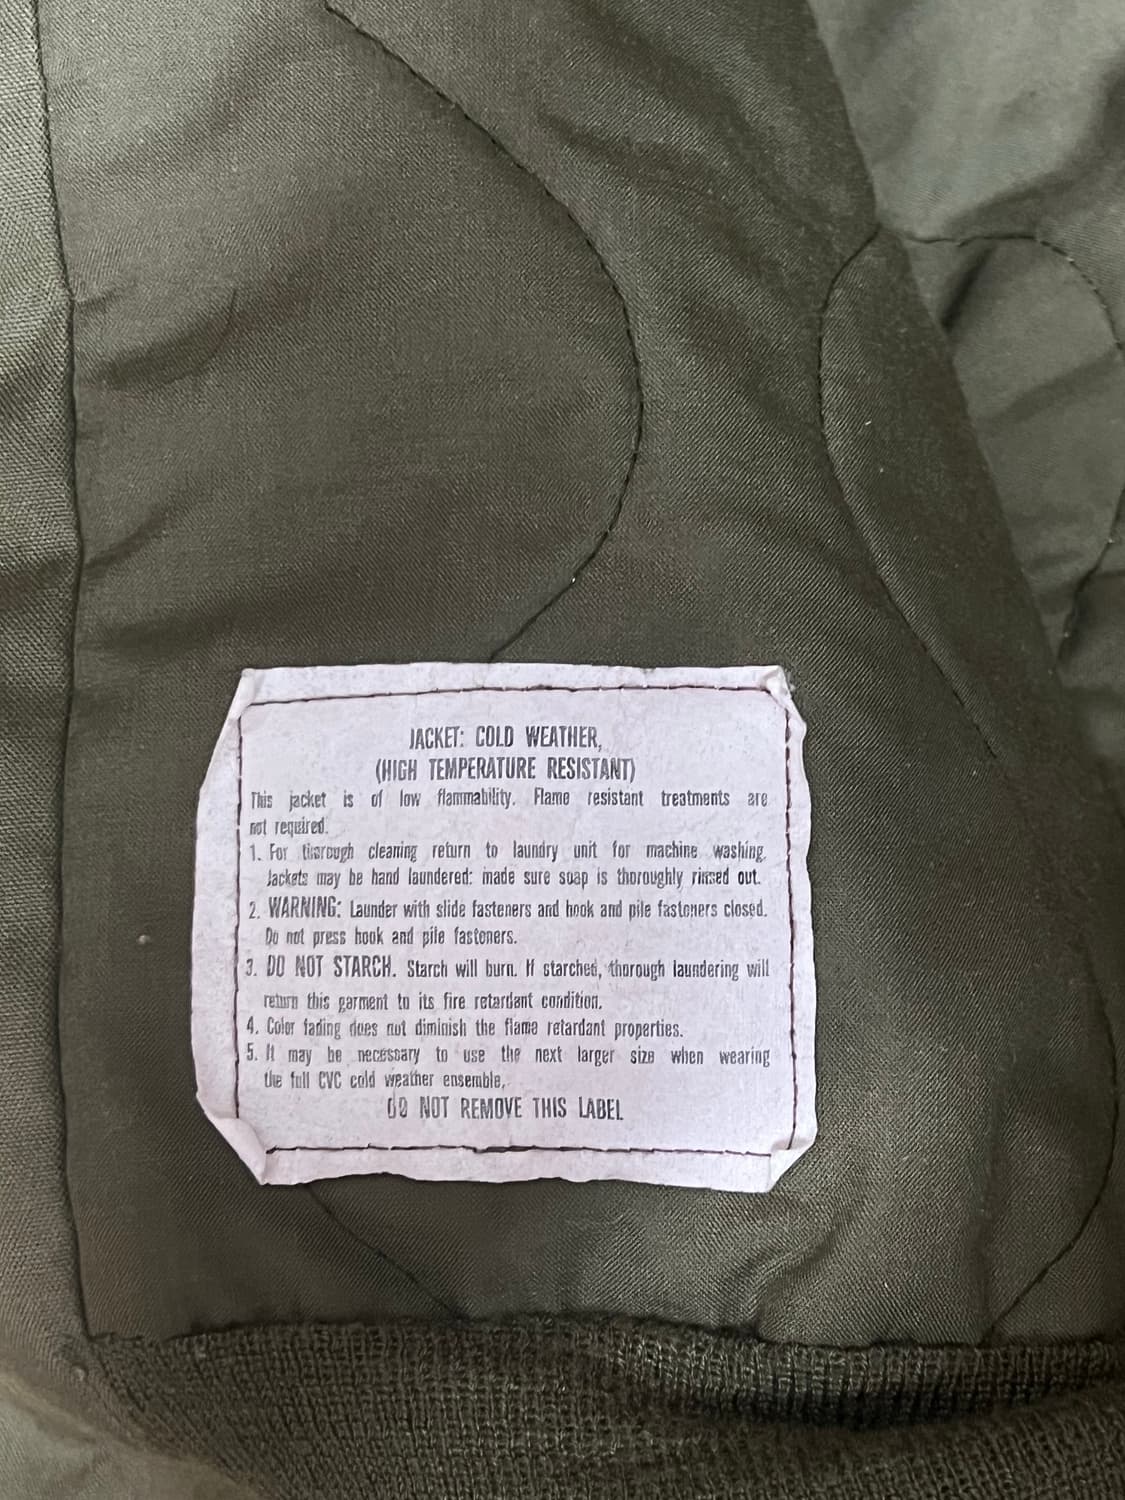 JACKET: COLD WEATHER,
(HIGH TEMPERATURE RESISTANT)
This jacket is of low flammability. Flame resistant treatments are
not required.
1. For thorough cleaning return to laundry unit for machine washing.
Jackets may be hand laundered: made sure soap is thoroughly rinsed out.
2. WARNING: Launder with slide fasteners and hook and pile fasteners closed.
Do not press hook and pile fasteners.
3. DO NOT STARCH. Starch will burn. If starched, thorough laundering will
return this garment to its fire retardant condition.
4. Color fading does not diminish the flame retardant properties.
5. It may be necessary to use the next larger size when wearing
the full CVC cold weather ensemble.
DO NOT REMOVE THIS LABEL